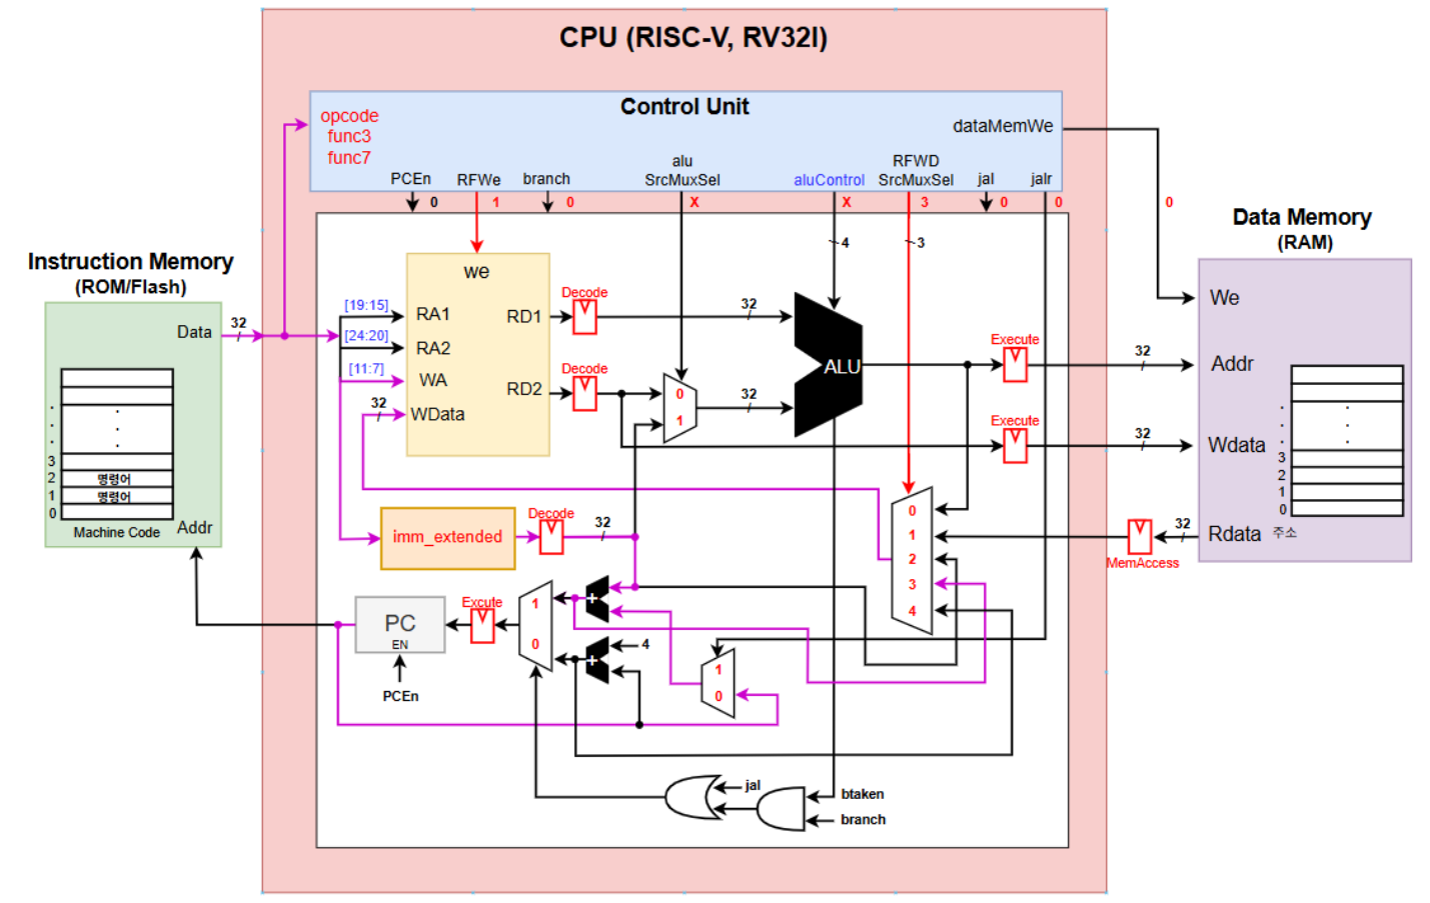 CPU (RISC-V, RV32I)
Control Unit
opcode
func3
func7
dataMemWe
PCEn
RFWe
branch
alu
SrcMuxSel
aluControl
RFWD
SrcMuxSel
jal
jalr
0
1
0
X
X
3
0
0
0
4
3
Instruction Memory
(ROM/Flash)
Data
32
3
2
1
0
명령어
명령어
Machine Code
Addr
[19:15]
[24:20]
[11:7]
32
we
RA1
RA2
WA
WData
RD1
RD2
Decode
Decode
32
32
0
1
ALU
Execute
Execute
32
32
Data Memory
(RAM)
We
Addr
Wdata
3
2
1
0
Rdata
주소
32
MemAccess
0
1
2
3
4
imm_extended
Decode
32
PC
EN
PCEn
Excute
1
0
+
+
4
1
0
jal
btaken
branch